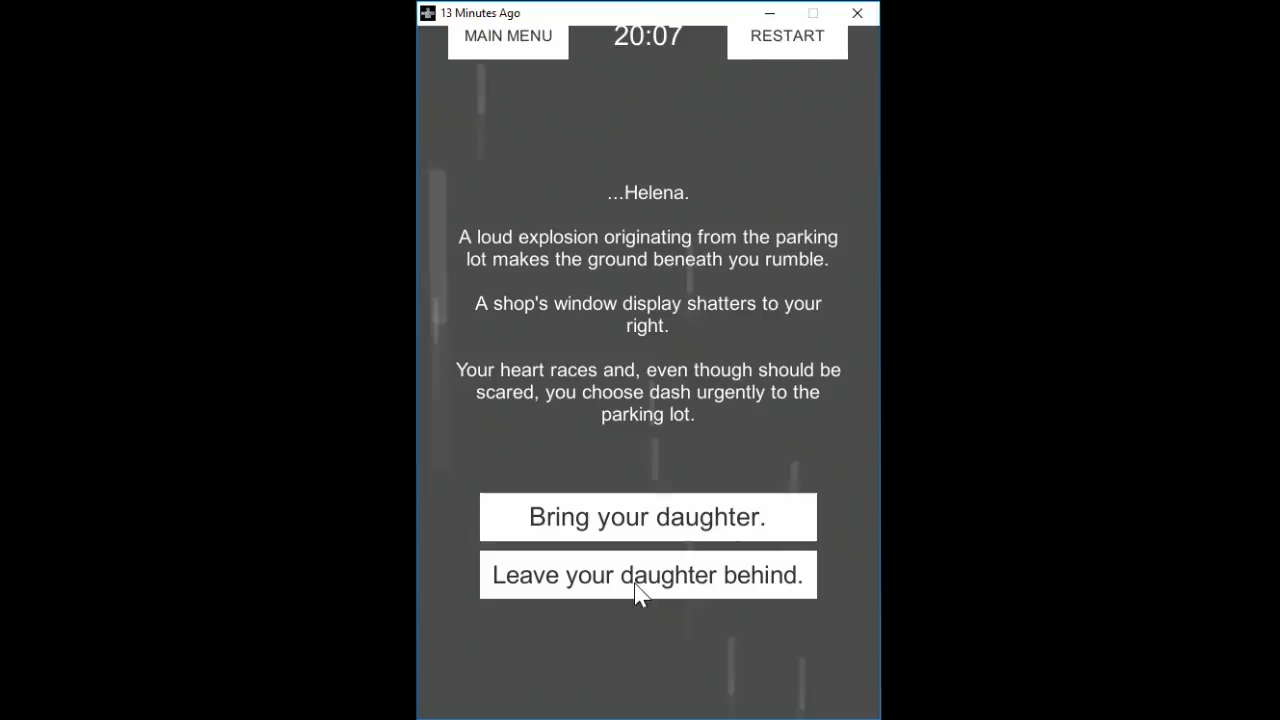 13 Minutes Ago
MAIN MENU
20:07
RESTART
...Helena.
A loud explosion originating from the parking
lot makes the ground beneath you rumble.
A shop's window display shatters to your
right.
Your heart races and, even though should be
scared, you choose dash urgently to the
parking lot.
Bring your daughter.
Leave your daughter behind.